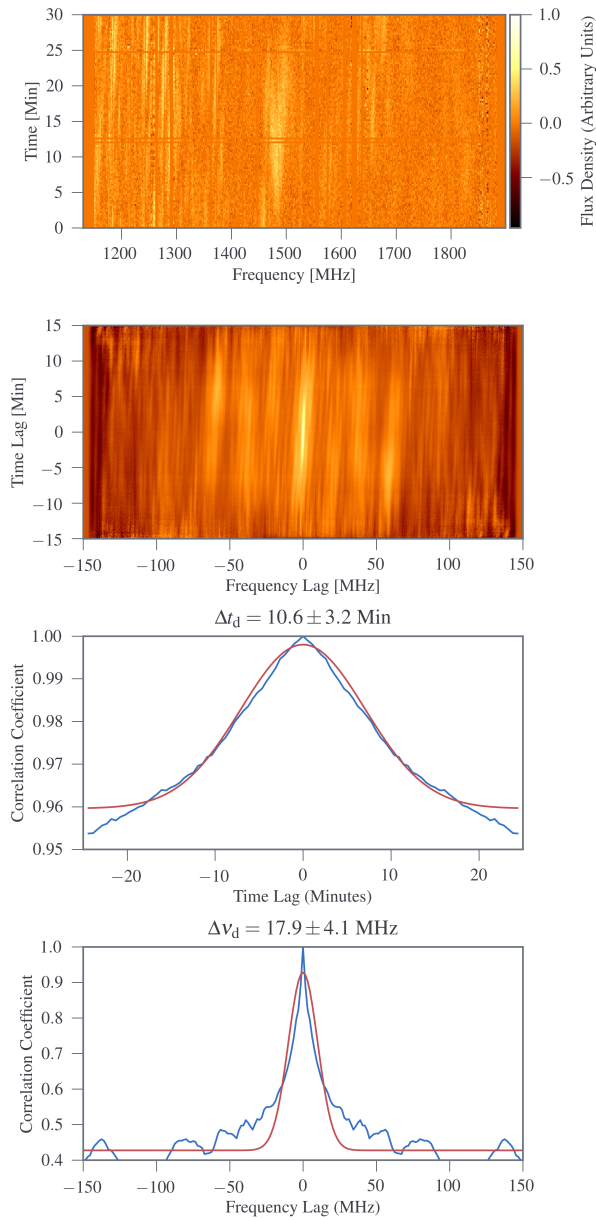 30
25
20
15
10
5
0
Time [Min]
1200 1300 1400 1500 1600 1700 1800
Frequency [MHz]
1.0
0.5
0.0
−0.5
Flux Density (Arbitrary Units)
15
10
5
0
−5
−10
−15
Time Lag [Min]
−150 −100 −50 0 50 100 150
Frequency Lag [MHz]
Δt_d = 10.6 ± 3.2 Min
1.00
0.99
0.98
0.97
0.96
0.95
Correlation Coefficient
−20 −10 0 10 20
Time Lag (Minutes)
Δν_d = 17.9 ± 4.1 MHz
1.0
0.9
0.8
0.7
0.6
0.5
0.4
Correlation Coefficient
−150 −100 −50 0 50 100 150
Frequency Lag (MHz)